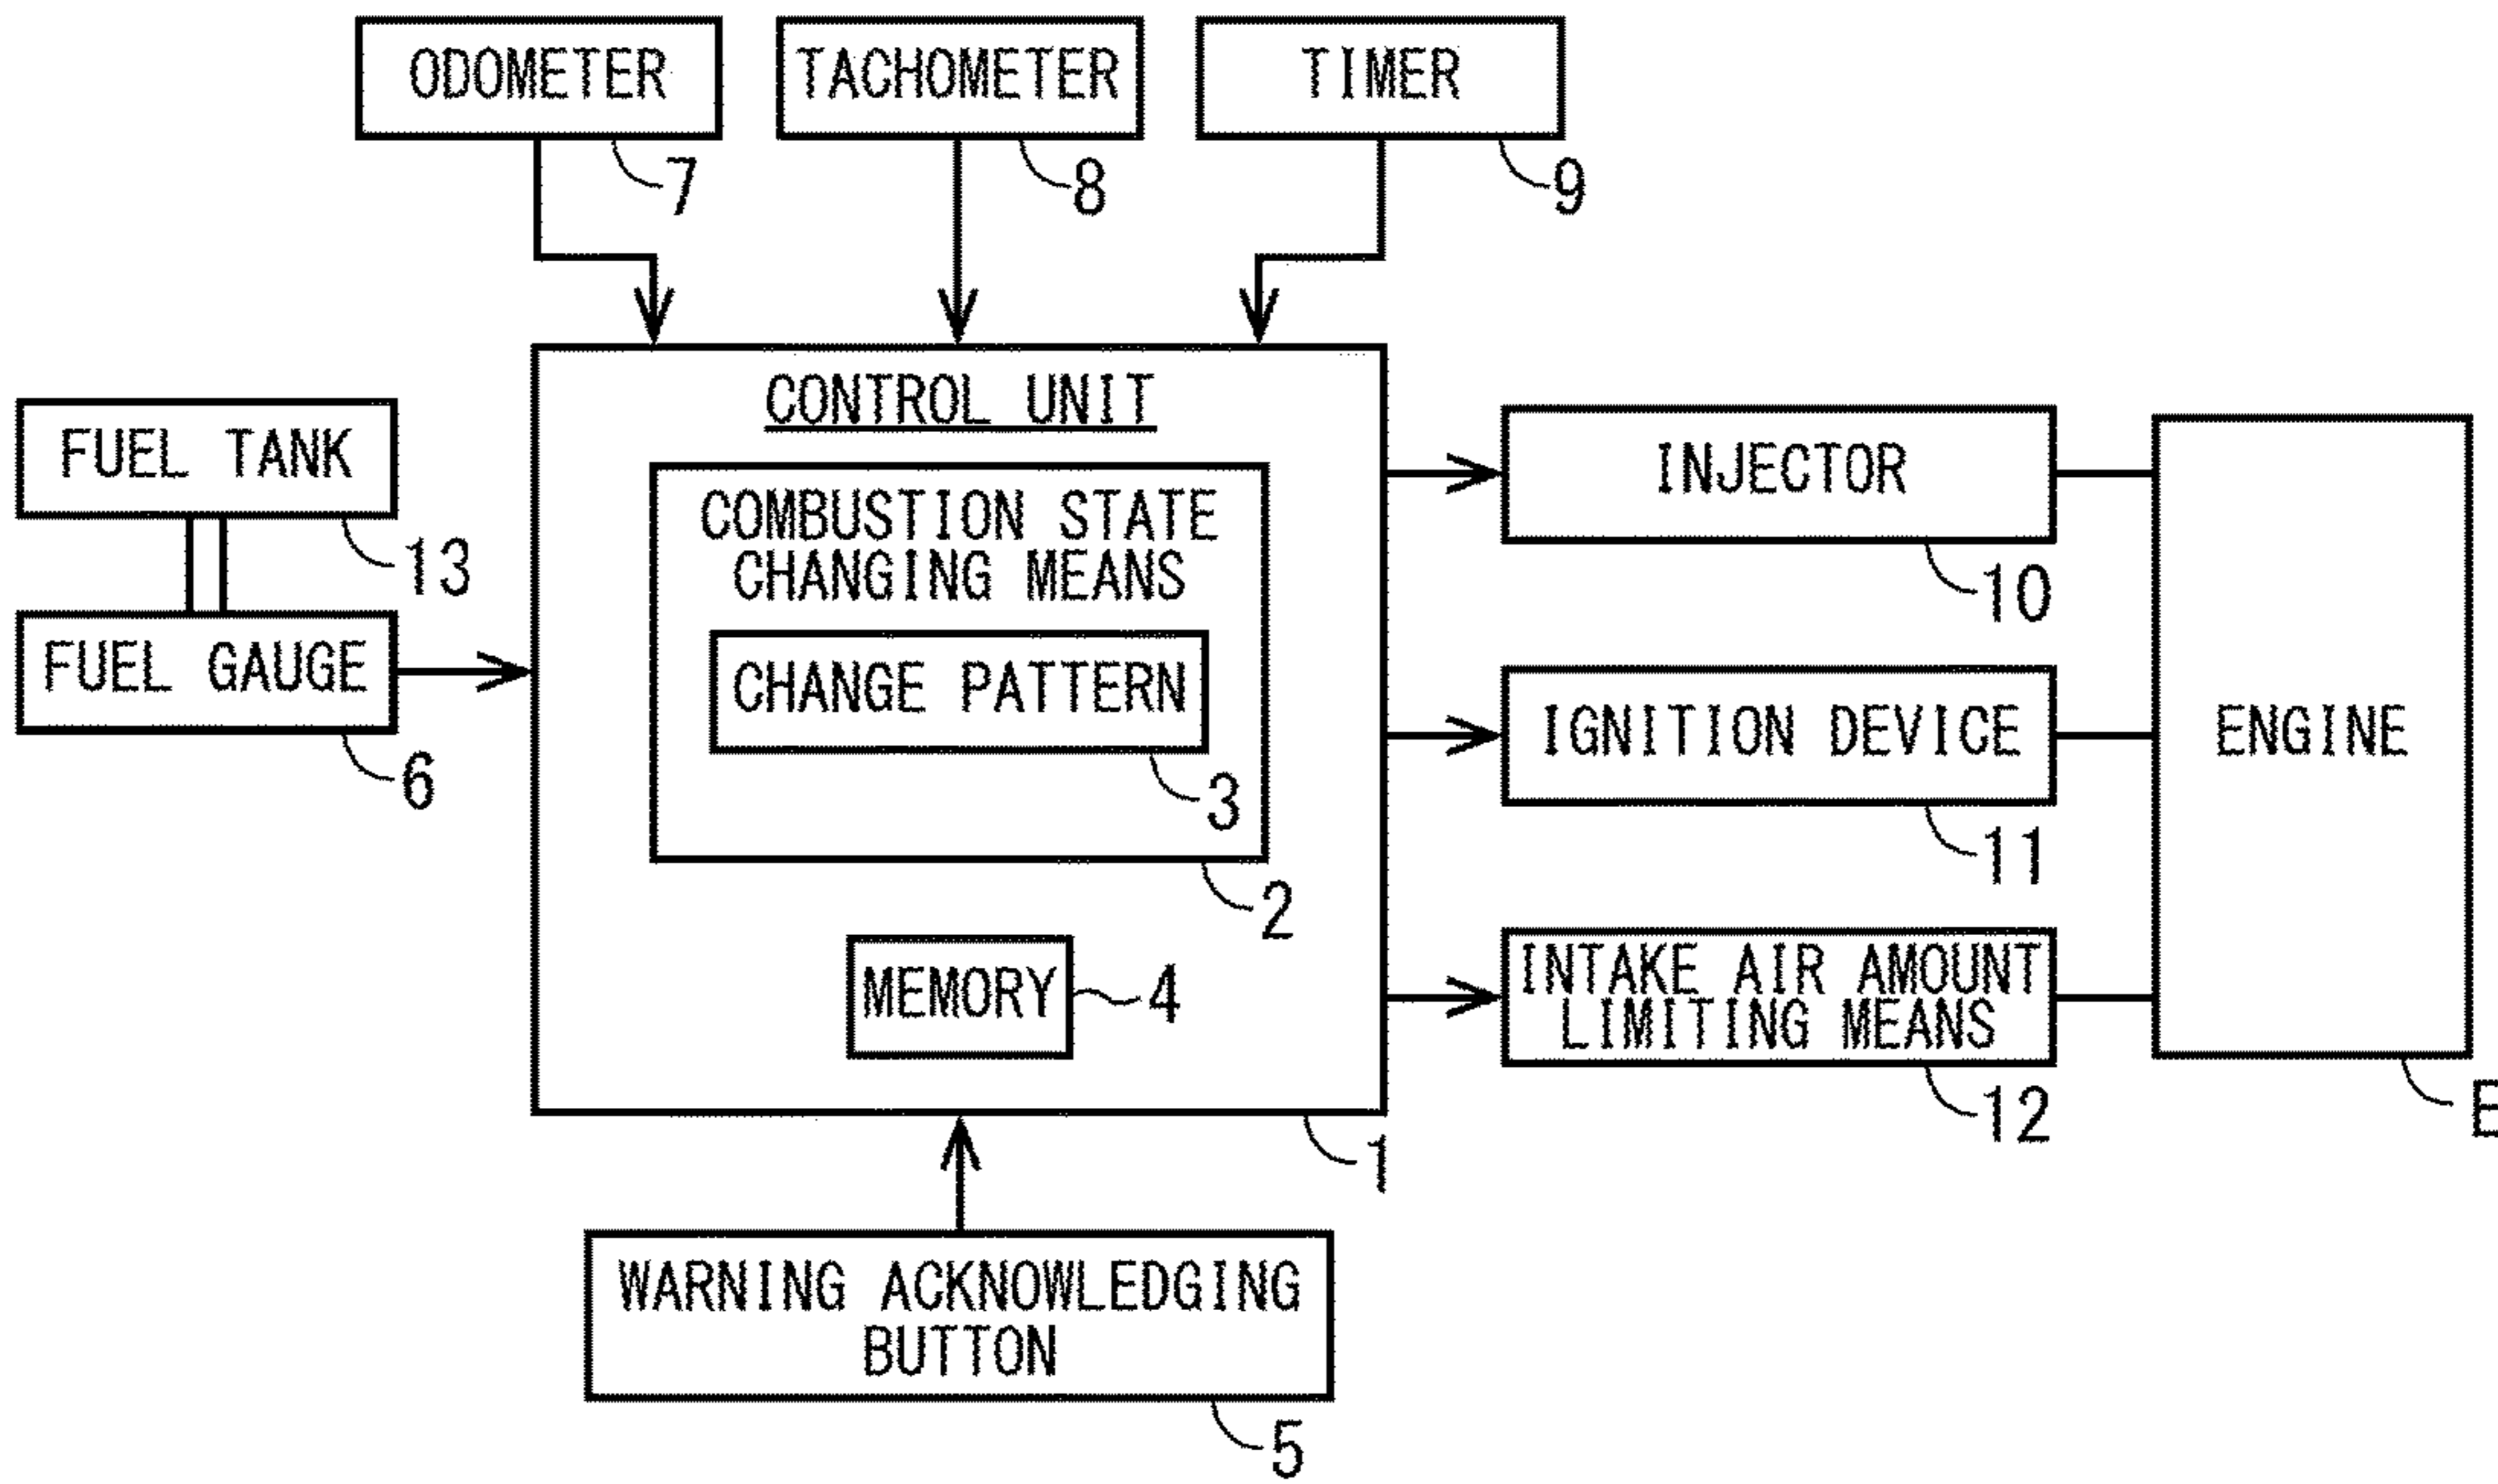 ODOMETER
7
TACHOMETER
8
TIMER
9
FUEL TANK
13
FUEL GAUGE
6
CONTROL UNIT
COMBUSTION STATE
CHANGING MEANS
CHANGE PATTERN
3
2
MEMORY
4
1
INJECTOR
10
IGNITION DEVICE
11
INTAKE AIR AMOUNT
LIMITING MEANS
12
ENGINE
E
WARNING ACKNOWLEDGING
BUTTON
5